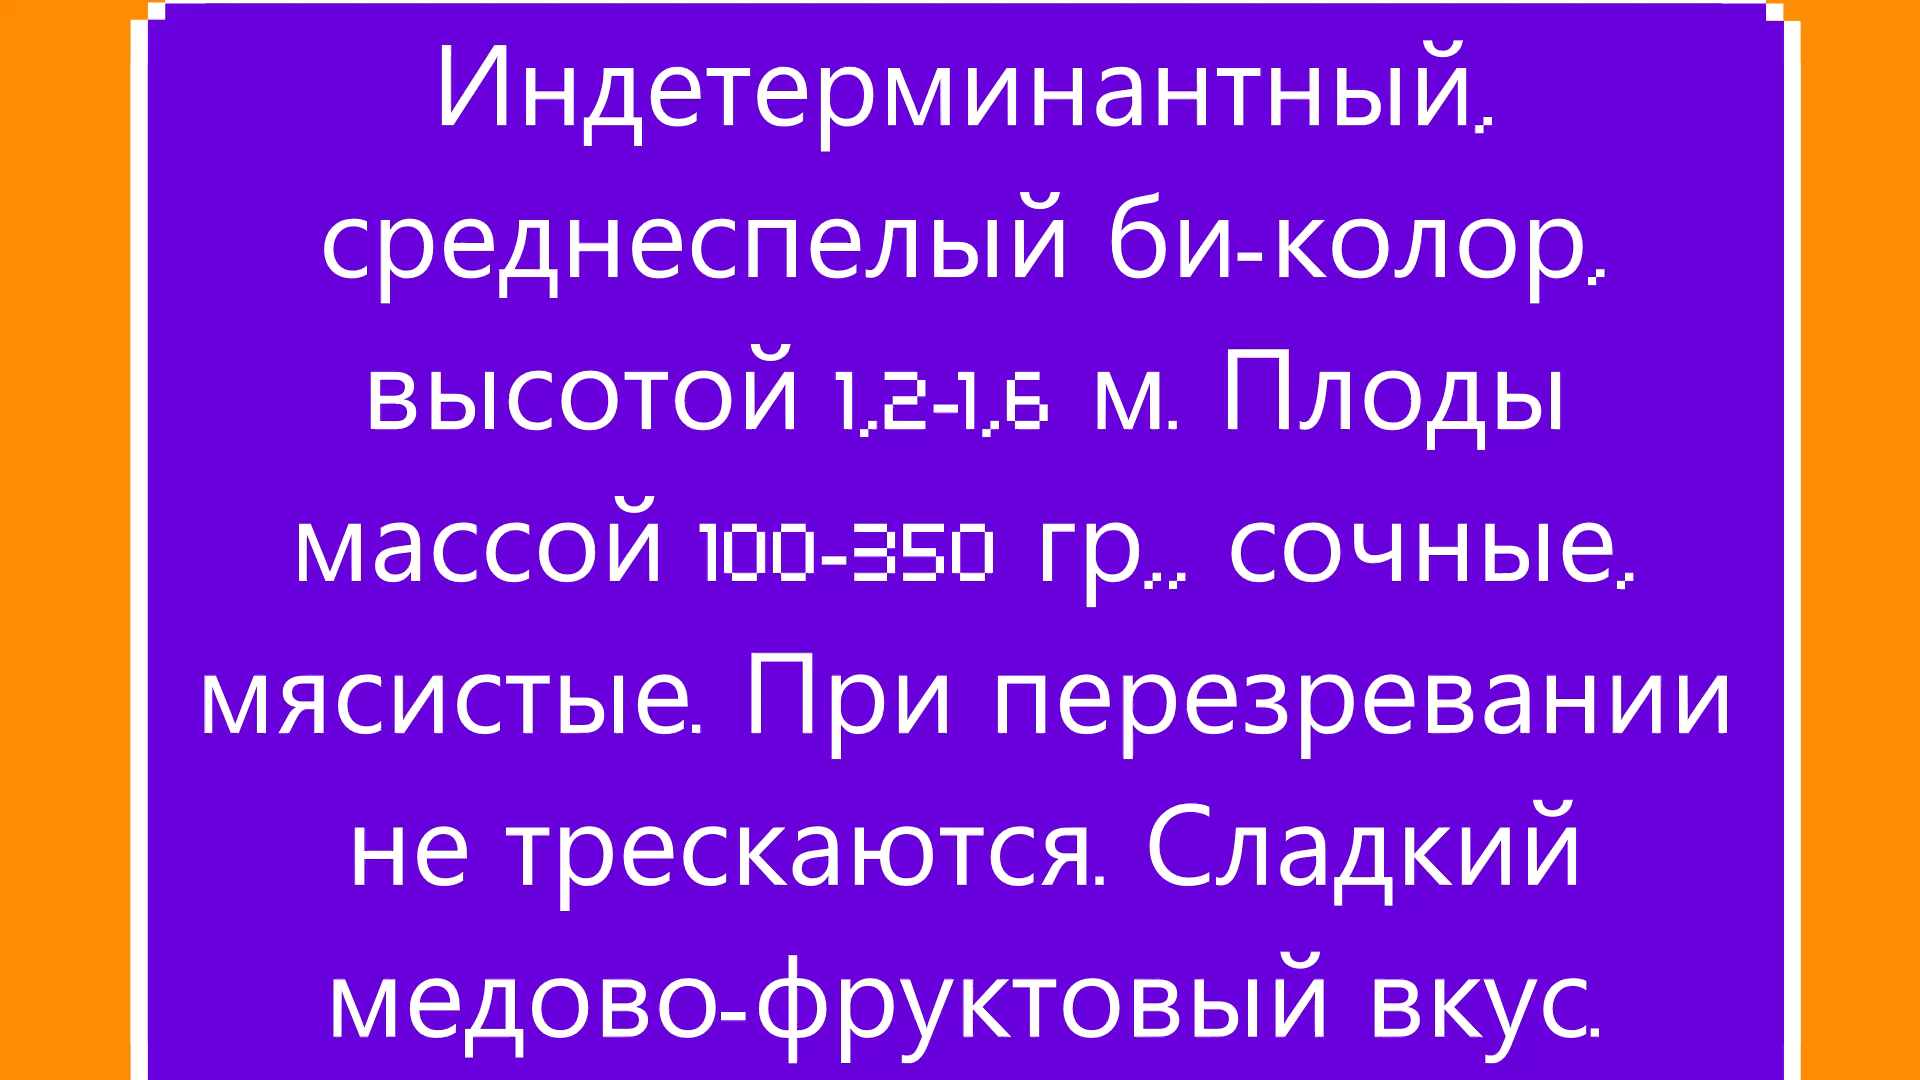 Индетерминантный,
среднеспелый би-колор,
высотой 1,2-1,6 м. Плоды
массой 100-350 гр,, сочные,
мясистые. При перезревании
не трескаются. Сладкий
медово-фруктовый вкус.